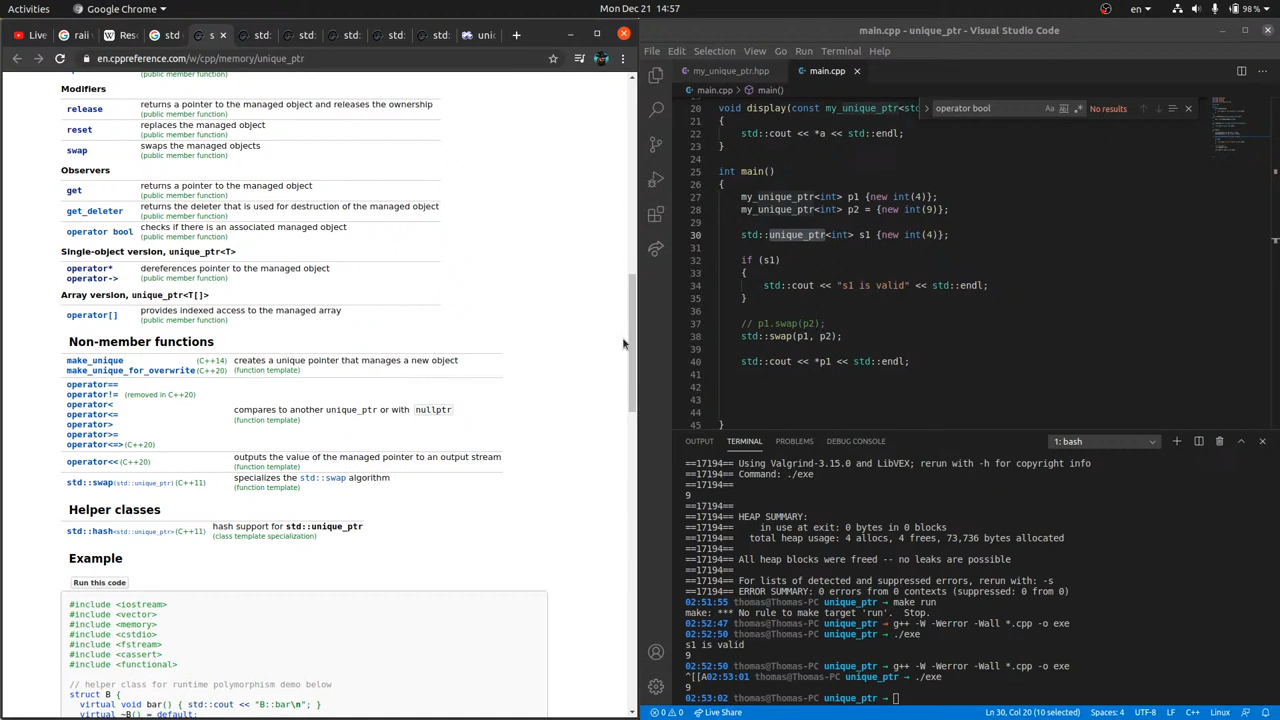 Activities Google Chrome Mon Dec 21 14:57 en 98 %
Live rail Res std s std: std: std: std: std: unic
en.cppreference.com/w/cpp/memory/unique_ptr
(public member function)
Modifiers
release returns a pointer to the managed object and releases the ownership
(public member function)
reset replaces the managed object
(public member function)
swap swaps the managed objects
(public member function)
Observers
get returns a pointer to the managed object
(public member function)
get_deleter returns the deleter that is used for destruction of the managed object
(public member function)
operator bool checks if there is an associated managed object
(public member function)
Single-object version, unique_ptr<T>
operator* dereferences pointer to the managed object
operator-> (public member function)
Array version, unique_ptr<T[]>
operator[] provides indexed access to the managed array
(public member function)
Non-member functions
make_unique (C++14) creates a unique pointer that manages a new object
make_unique_for_overwrite (C++20) (function template)
operator==
operator!= (removed in C++20)
operator<
operator<= compares to another unique_ptr or with nullptr
operator> (function template)
operator>=
operator<=> (C++20)
operator<< (C++20) outputs the value of the managed pointer to an output stream
(function template)
std::swap(std::unique_ptr) (C++11) specializes the std::swap algorithm
(function template)
Helper classes
std::hash<std::unique_ptr> (C++11) hash support for std::unique_ptr
(class template specialization)
Example
Run this code
#include <iostream>
#include <vector>
#include <memory>
#include <cstdio>
#include <fstream>
#include <cassert>
#include <functional>
// helper class for runtime polymorphism demo below
struct B {
virtual void bar() { std::cout << "B::bar\n"; }
virtual ~B() = default;
main.cpp - Visual Studio Code
File Edit Selection View Go Run Terminal Help
my_unique_ptr.hpp main.cpp
main.cpp > main()
operator bool Aa Abl .* No results
20 void display(const my_unique_ptr<st
21 {
22 std::cout << *a << std::endl;
23 }
24
25 int main()
26 {
27 my_unique_ptr<int> p1 {new int(4)};
28 my_unique_ptr<int> p2 = {new int(9)};
29
30 std::unique_ptr<int> s1 {new int(4)};
31
32 if (s1)
33 {
34 std::cout << "s1 is valid" << std::endl;
35 }
36
37 // p1.swap(p2);
38 std::swap(p1, p2);
39
40 std::cout << *p1 << std::endl;
41
42
43
44
45 }
OUTPUT TERMINAL PROBLEMS DEBUG CONSOLE 1: bash
==17194== Using Valgrind-3.15.0 and LibVEX; rerun with -h for copyright info
==17194== Command: ./exe
==17194==
9
==17194==
==17194== HEAP SUMMARY:
==17194== in use at exit: 0 bytes in 0 blocks
==17194== total heap usage: 4 allocs, 4 frees, 73,736 bytes allocated
==17194==
==17194== All heap blocks were freed -- no leaks are possible
==17194==
==17194== For lists of detected and suppressed errors, rerun with: -s
==17194== ERROR SUMMARY: 0 errors from 0 contexts (suppressed: 0 from 0)
02:51:55 thomas@Thomas-PC unique_ptr → make run
make: *** No rule to make target 'run'. Stop.
02:52:47 thomas@Thomas-PC unique_ptr → g++ -W -Werror -Wall *.cpp -o exe
02:52:50 thomas@Thomas-PC unique_ptr → ./exe
s1 is valid
9
02:52:50 thomas@Thomas-PC unique_ptr → g++ -W -Werror -Wall *.cpp -o exe
^[[A02:53:01 thomas@Thomas-PC unique_ptr → ./exe
9
02:53:02 thomas@Thomas-PC unique_ptr →
0 0 Live Share Ln 30, Col 20 (10 selected) Spaces: 4 UTF-8 LF C++ Linux